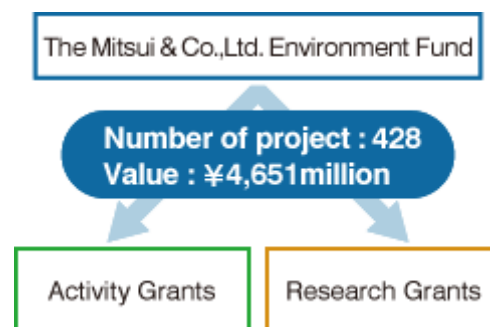 The Mitsui & Co.,Ltd. Environment Fund
Number of project : 428
Value : ¥4,651million
Activity Grants
Research Grants